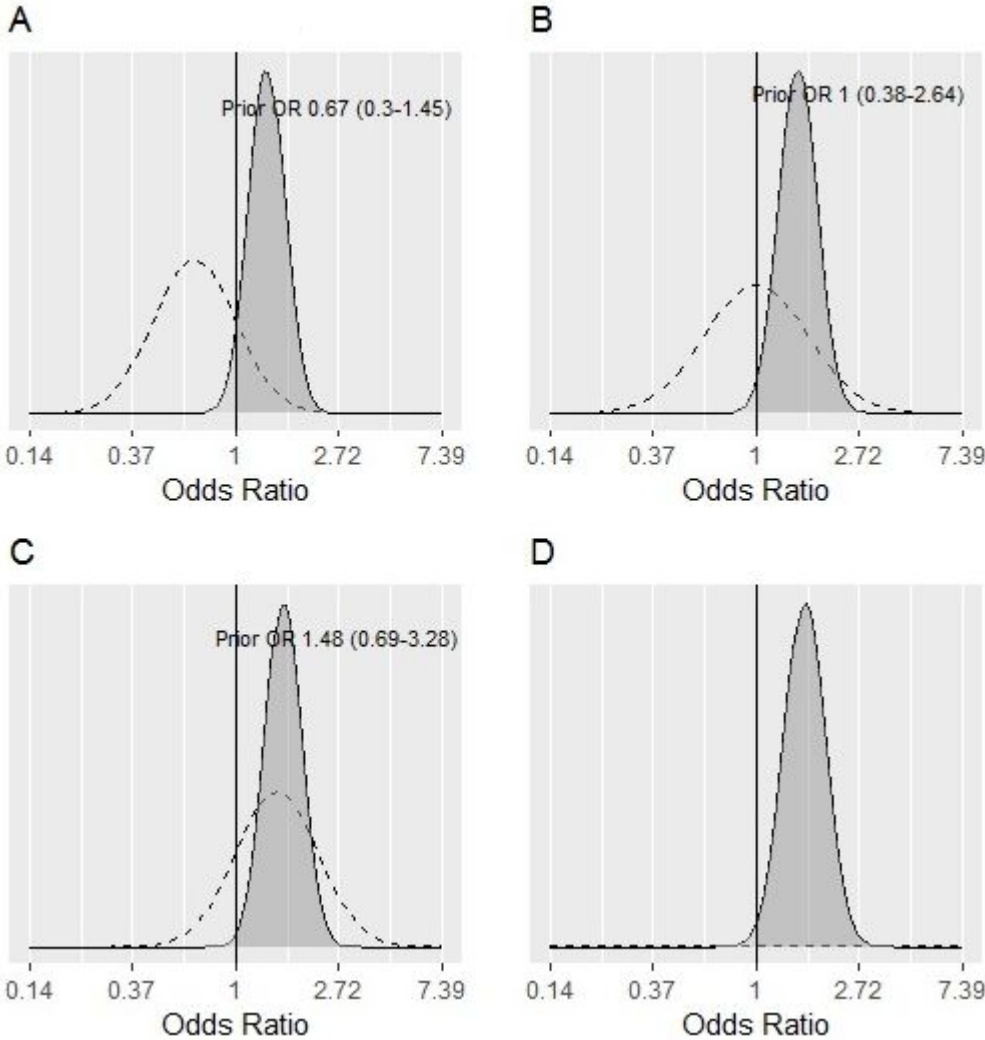 A
Prior OR 0.67 (0.3-1.45)
0.14 0.37 1 2.72 7.39
Odds Ratio
B
Prior OR 1 (0.38-2.64)
0.14 0.37 1 2.72 7.39
Odds Ratio
C
Prior OR 1.48 (0.69-3.28)
0.14 0.37 1 2.72 7.39
Odds Ratio
D
0.14 0.37 1 2.72 7.39
Odds Ratio